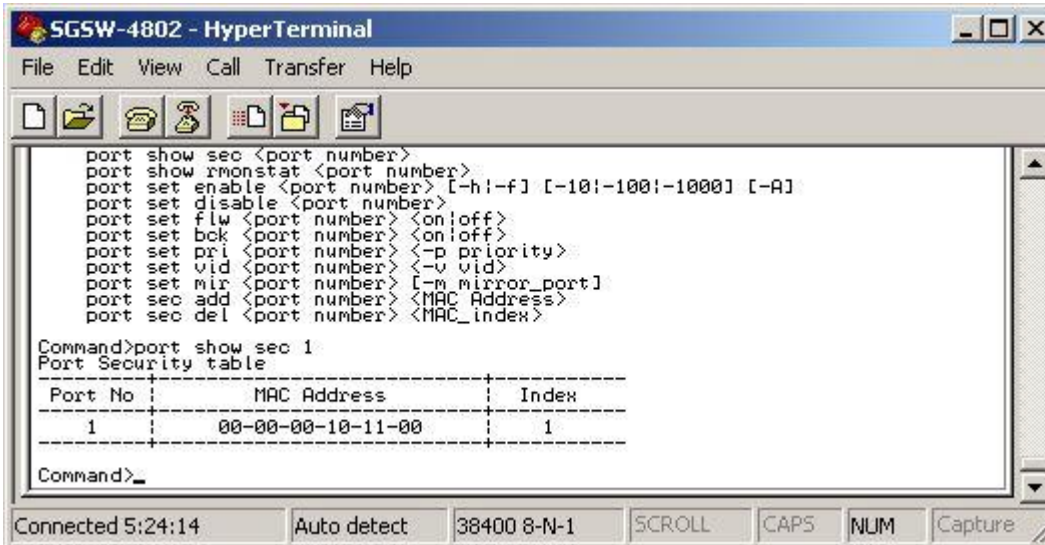 SGSW-4802 - HyperTerminal
File Edit View Call Transfer Help
port show sec <port number>
port show rmonstat <port number>
port set enable <port number> [-h¦-f] [-10¦-100¦-1000] [-A]
port set disable <port number>
port set flw <port number> <on¦off>
port set bck <port number> <on¦off>
port set pri <port number> <-p priority>
port set vid <port number> <-v vid>
port set mir <port number> [-m mirror_port]
port sec add <port number> <MAC Address>
port sec del <port number> <MAC_index>
Command>port show sec 1
Port Security table
Port No ¦ MAC Address ¦ Index
1 ¦ 00-00-00-10-11-00 ¦ 1
Command>_
Connected 5:24:14 Auto detect 38400 8-N-1 SCROLL CAPS NUM Capture